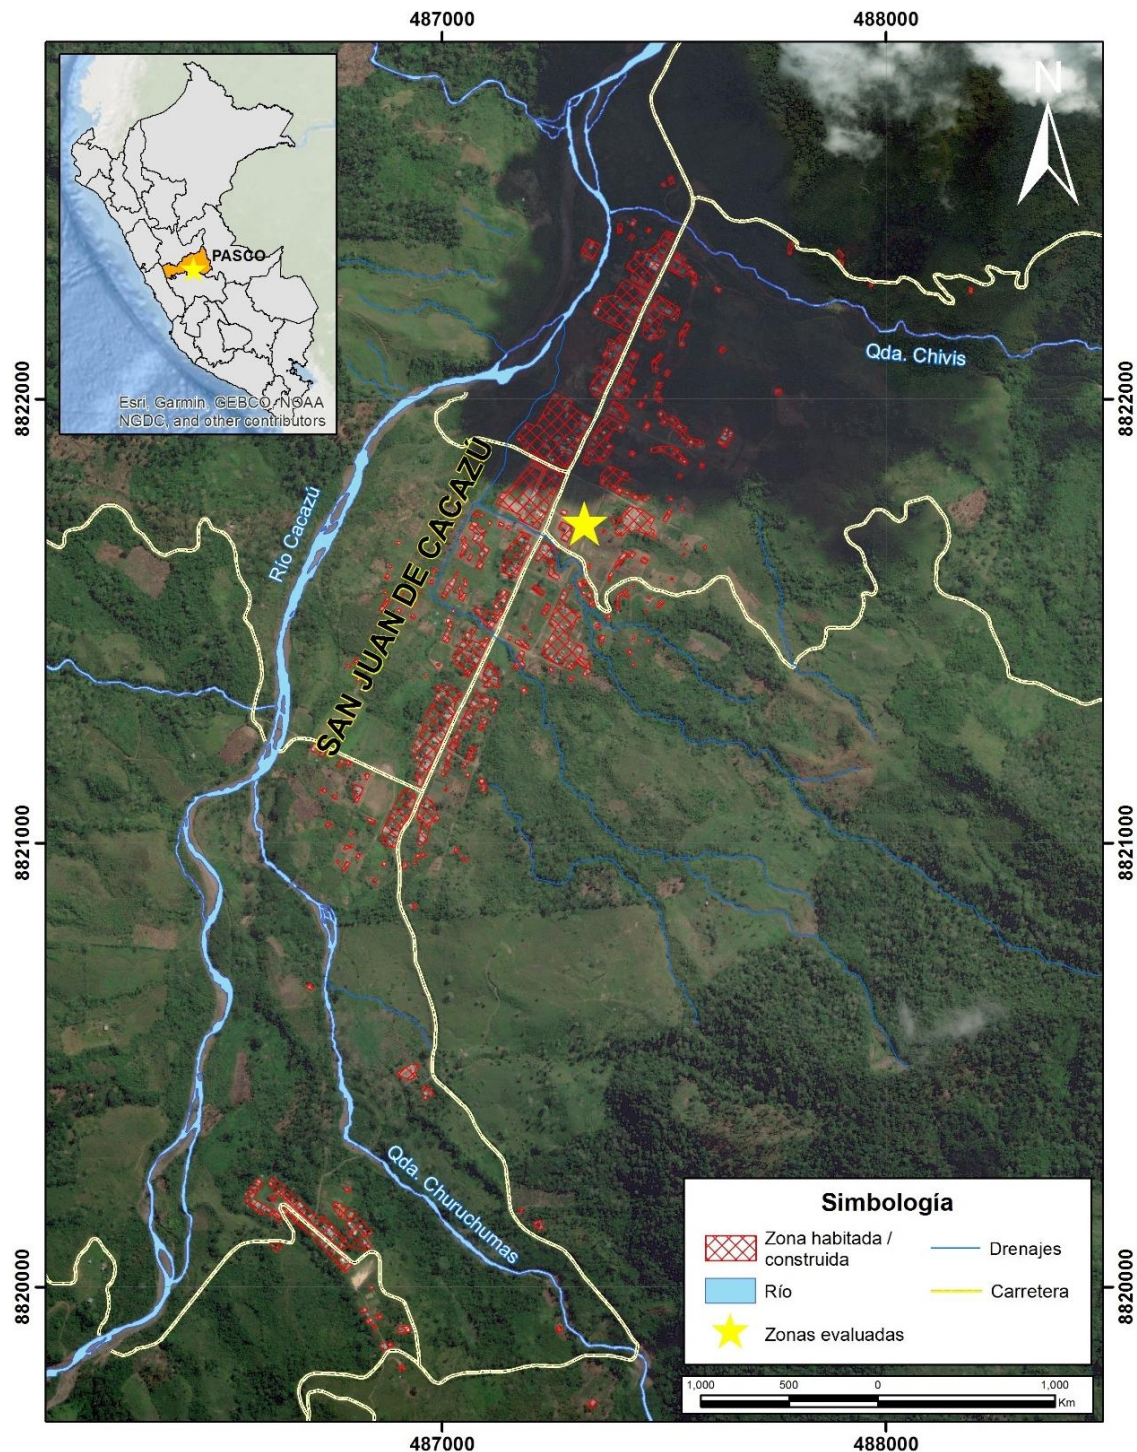 487000
488000
N
PASCO
Esri, Garmin, GEBCO, NOAA
NGDC, and other contributors
8822000
8822000
Qda. Chivis
Río Cacazú
SAN JUAN DE CACAZÚ
8821000
8821000
Qda. Churuchumas
8820000
8820000
Simbología
Zona habitada /
construida
Drenajes
Río
Carretera
Zonas evaluadas
1,000 500 0 1,000
Km
487000
488000